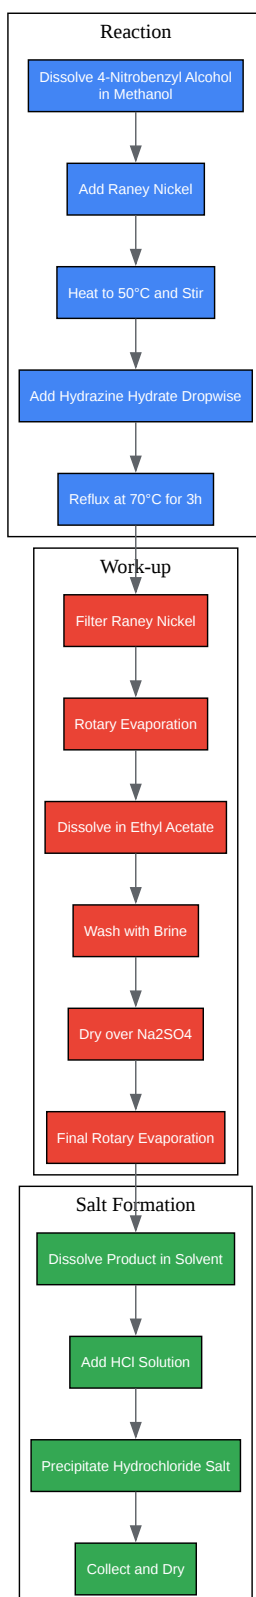 Reaction
Dissolve 4-Nitrobenzyl Alcohol
in Methanol
Add Raney Nickel
Heat to 50°C and Stir
Add Hydrazine Hydrate Dropwise
Reflux at 70°C for 3h
Work-up
Filter Raney Nickel
Rotary Evaporation
Dissolve in Ethyl Acetate
Wash with Brine
Dry over Na2SO4
Final Rotary Evaporation
Salt Formation
Dissolve Product in Solvent
Add HCl Solution
Precipitate Hydrochloride Salt
Collect and Dry